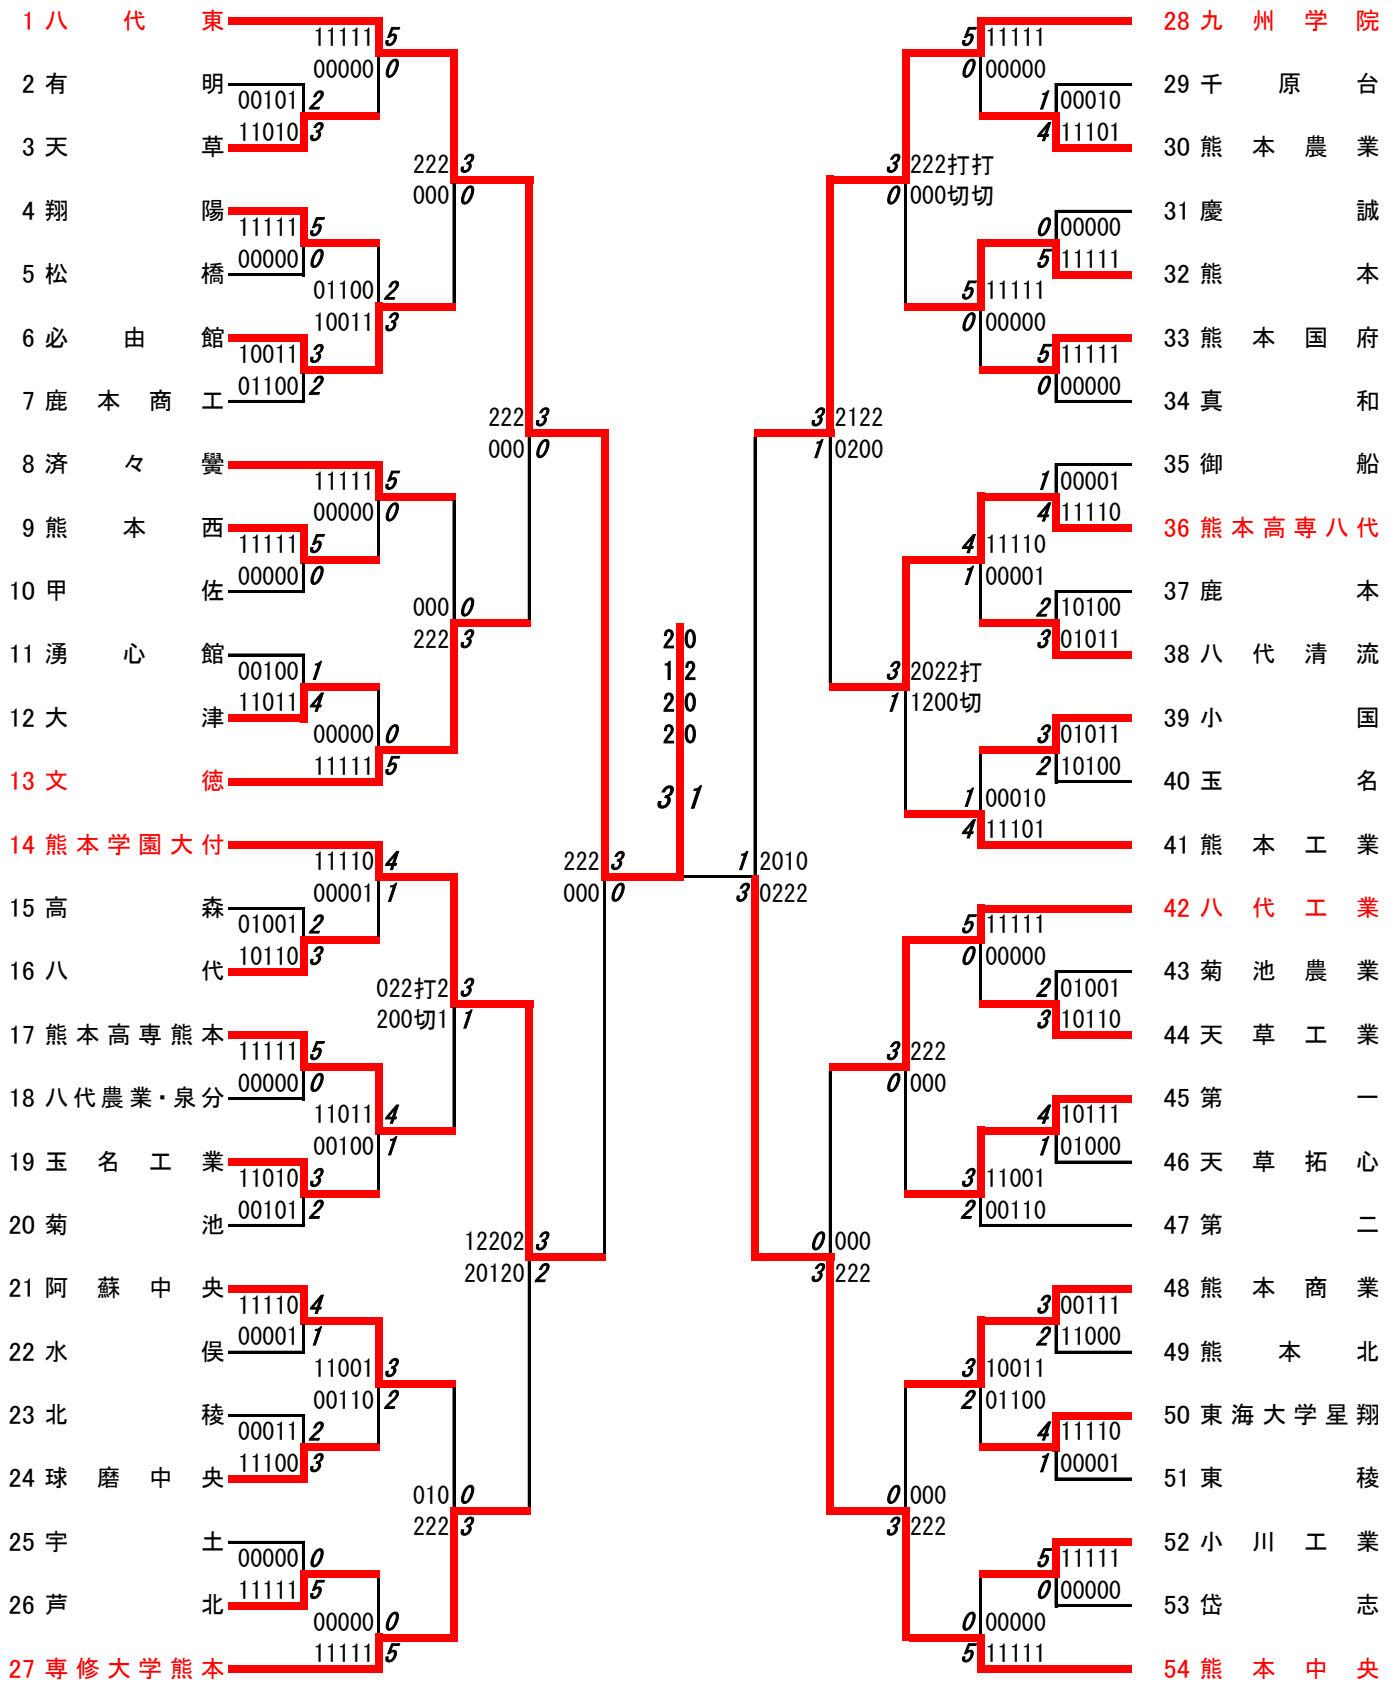 1 八代東
11111 5
00000 0
2 有明
00101 2
11010 3
3 天草
222 3
000 0
4 翔陽
11111 5
00000 0
5 松橋
01100 2
10011 3
6 必由館
10011 3
01100 2
7 鹿本商工
222 3
000 0
8 済々黌
11111 5
00000 0
9 熊本西
11111 5
00000 0
10 甲佐
000 0
222 3
11 湧心館
00100 1
11011 4
12 大津
00000 0
11111 5
13 文徳
14 熊本学園大付
11110 4
00001 1
15 高森
01001 2
10110 3
16 八代
022打2 3
200切1 1
17 熊本高専熊本
11111 5
00000 0
18 八代農業・泉分
11011 4
00100 1
19 玉名工業
11010 3
00101 2
20 菊池
12202 3
20120 2
21 阿蘇中央
11110 4
00001 1
22 水俣
11001 3
00110 2
23 北稜
00011 2
11100 3
24 球磨中央
010 0
222 3
25 宇土
00000 0
11111 5
26 芦北
00000 0
11111 5
27 専修大学熊本
222 3
000 0
2 0
1 2
2 0
2 0
3 1
1 2010
3 0222
28 九州学院
5 11111
0 00000
29 千原台
1 00010
4 11101
30 熊本農業
3 222打打
0 000切切
31 慶誠
0 00000
5 11111
32 熊本
5 11111
0 00000
33 熊本国府
5 11111
0 00000
34 真和
3 2122
1 0200
35 御船
1 00001
4 11110
36 熊本高専八代
4 11110
1 00001
37 鹿本
2 10100
3 01011
38 八代清流
3 2022打
1 1200切
39 小国
3 01011
2 10100
40 玉名
1 00010
4 11101
41 熊本工業
42 八代工業
5 11111
0 00000
43 菊池農業
2 01001
3 10110
44 天草工業
3 222
0 000
45 第一
4 10111
1 01000
46 天草拓心
3 11001
2 00110
47 第二
0 000
3 222
48 熊本商業
3 00111
2 11000
49 熊本北
3 10011
2 01100
50 東海大学星翔
4 11110
1 00001
51 東稜
0 000
3 222
52 小川工業
5 11111
0 00000
53 岱志
0 00000
5 11111
54 熊本中央